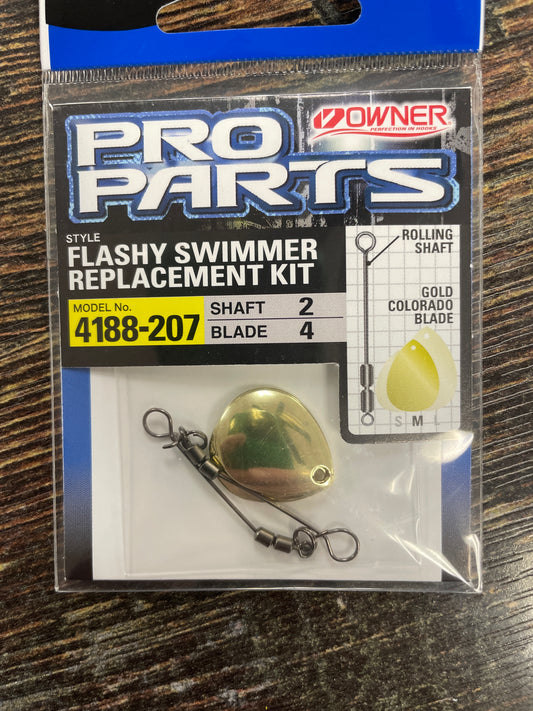 OWNER
PERFECTION IN HOOKS
PRO
PARTS
STYLE
FLASHY SWIMMER
REPLACEMENT KIT
MODEL No.
4188-207
SHAFT 2
BLADE 4
ROLLING
SHAFT
GOLD
COLORADO
BLADE
S M L